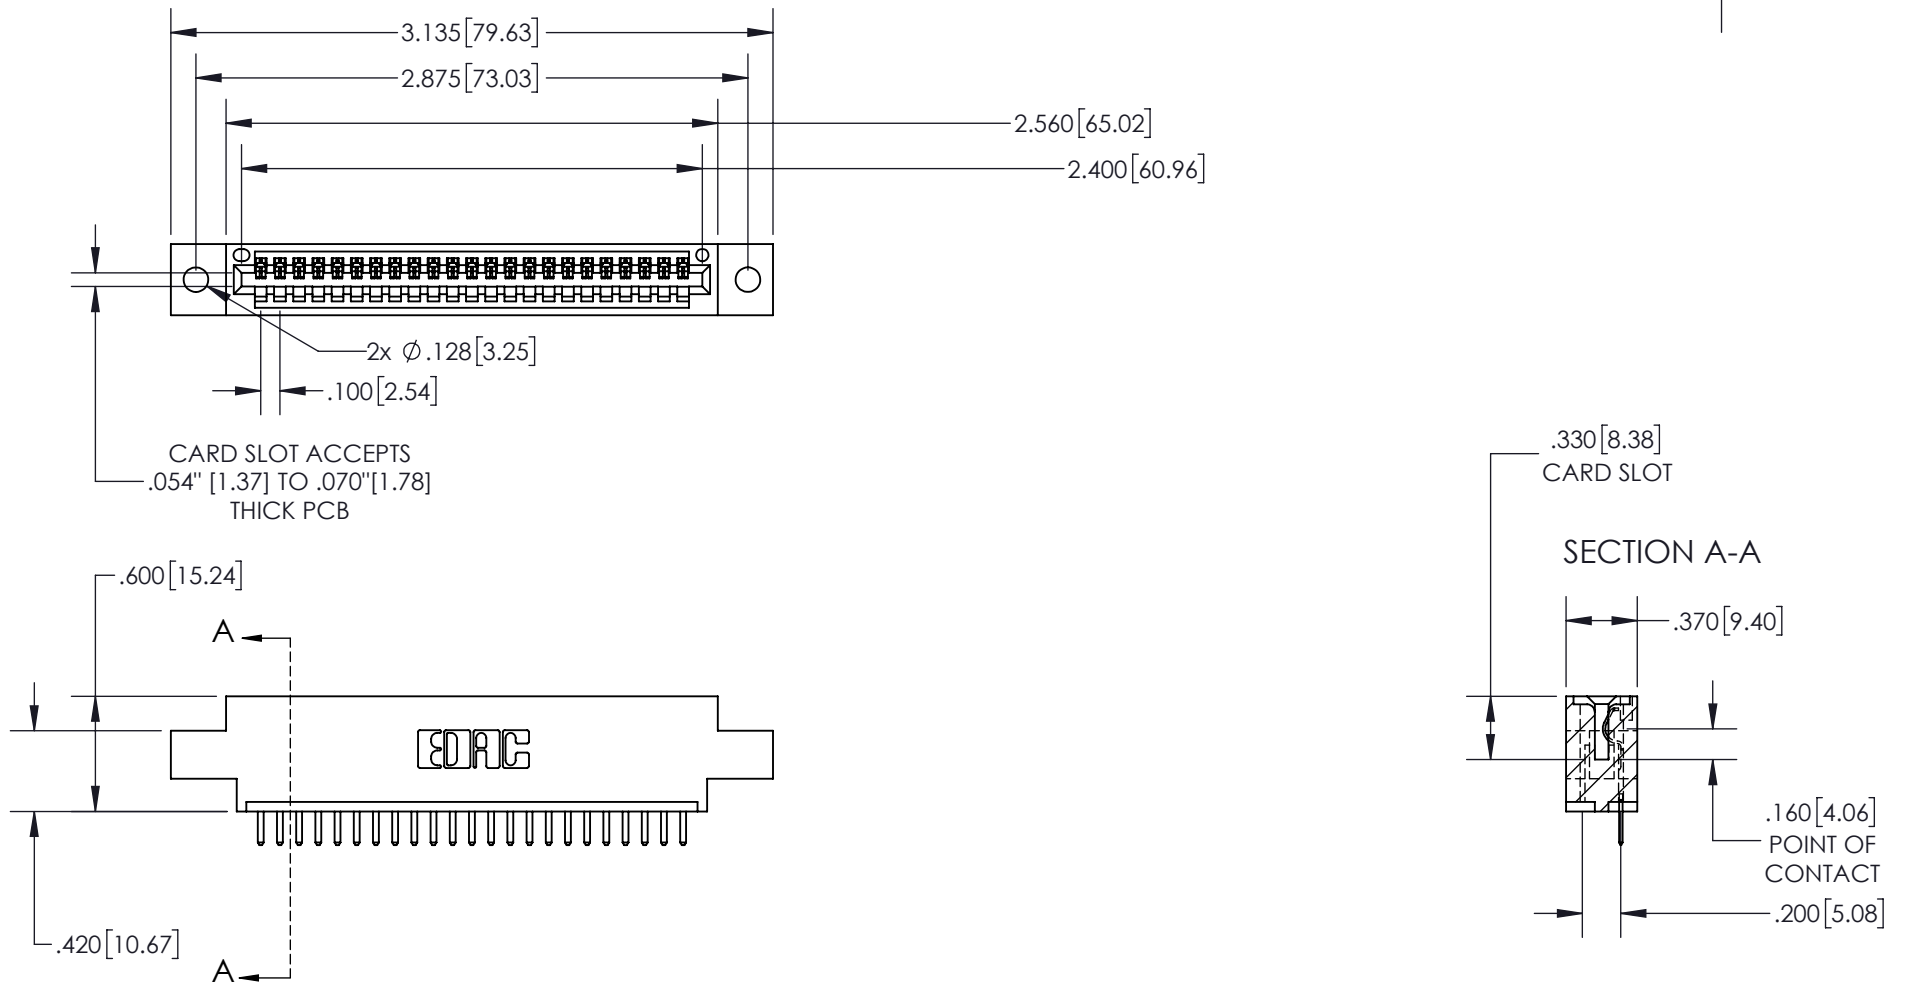 3.135[79.63]
2.875[73.03]
2.560[65.02]
2.400[60.96]
2x Ø.128[3.25]
.100[2.54]
CARD SLOT ACCEPTS
.054" [1.37] TO .070"[1.78]
THICK PCB
.330[8.38]
CARD SLOT
SECTION A-A
.600[15.24]
A
.370[9.40]
EDAC
.160[4.06]
POINT OF
CONTACT
.200[5.08]
.420[10.67]
A